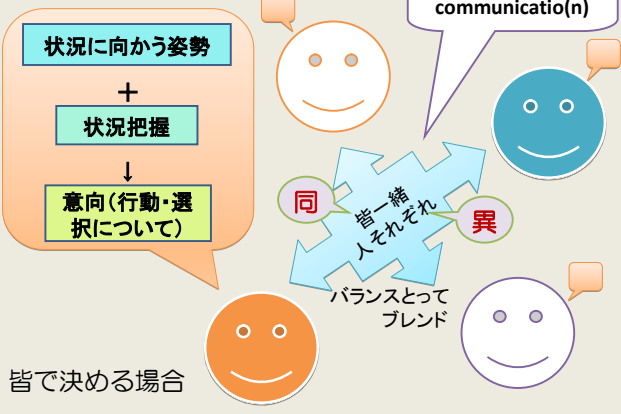 communicatio(n)
状況に向かう姿勢
＋
状況把握
↓
意向（行動・選
択について）
同
皆一緒
人それぞれ
異
バランスとって
ブレンド
皆で決める場合